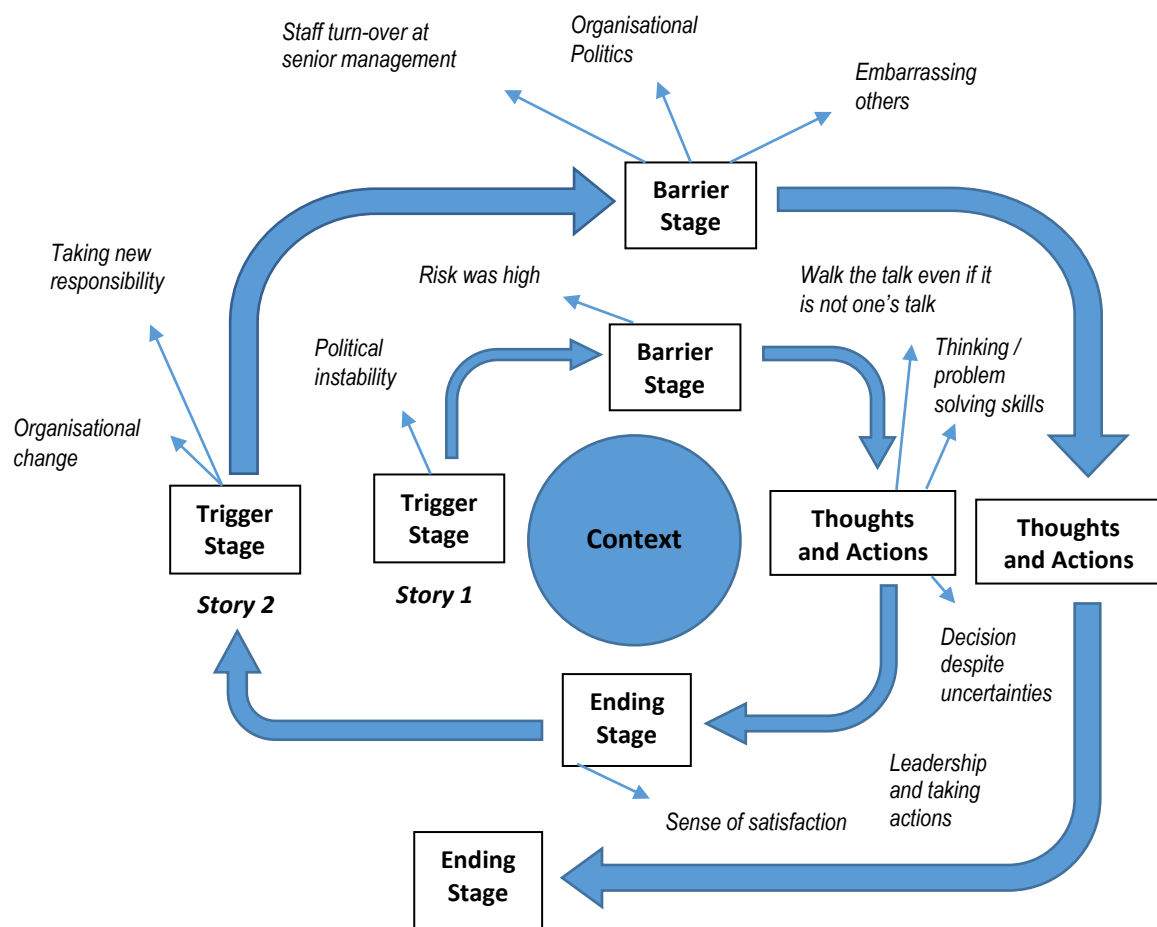 Staff turn-over at
senior management
Organisational
Politics
Embarrassing
others
Barrier
Stage
Taking new
responsibility
Risk was high
Walk the talk even if it
is not one's talk
Political
instability
Barrier
Stage
Thinking /
problem
solving skills
Organisational
change
Trigger
Stage
Story 2
Trigger
Stage
Story 1
Context
Thoughts
and Actions
Thoughts
and Actions
Decision
despite
uncertainties
Ending
Stage
Leadership
and taking
actions
Sense of satisfaction
Ending
Stage